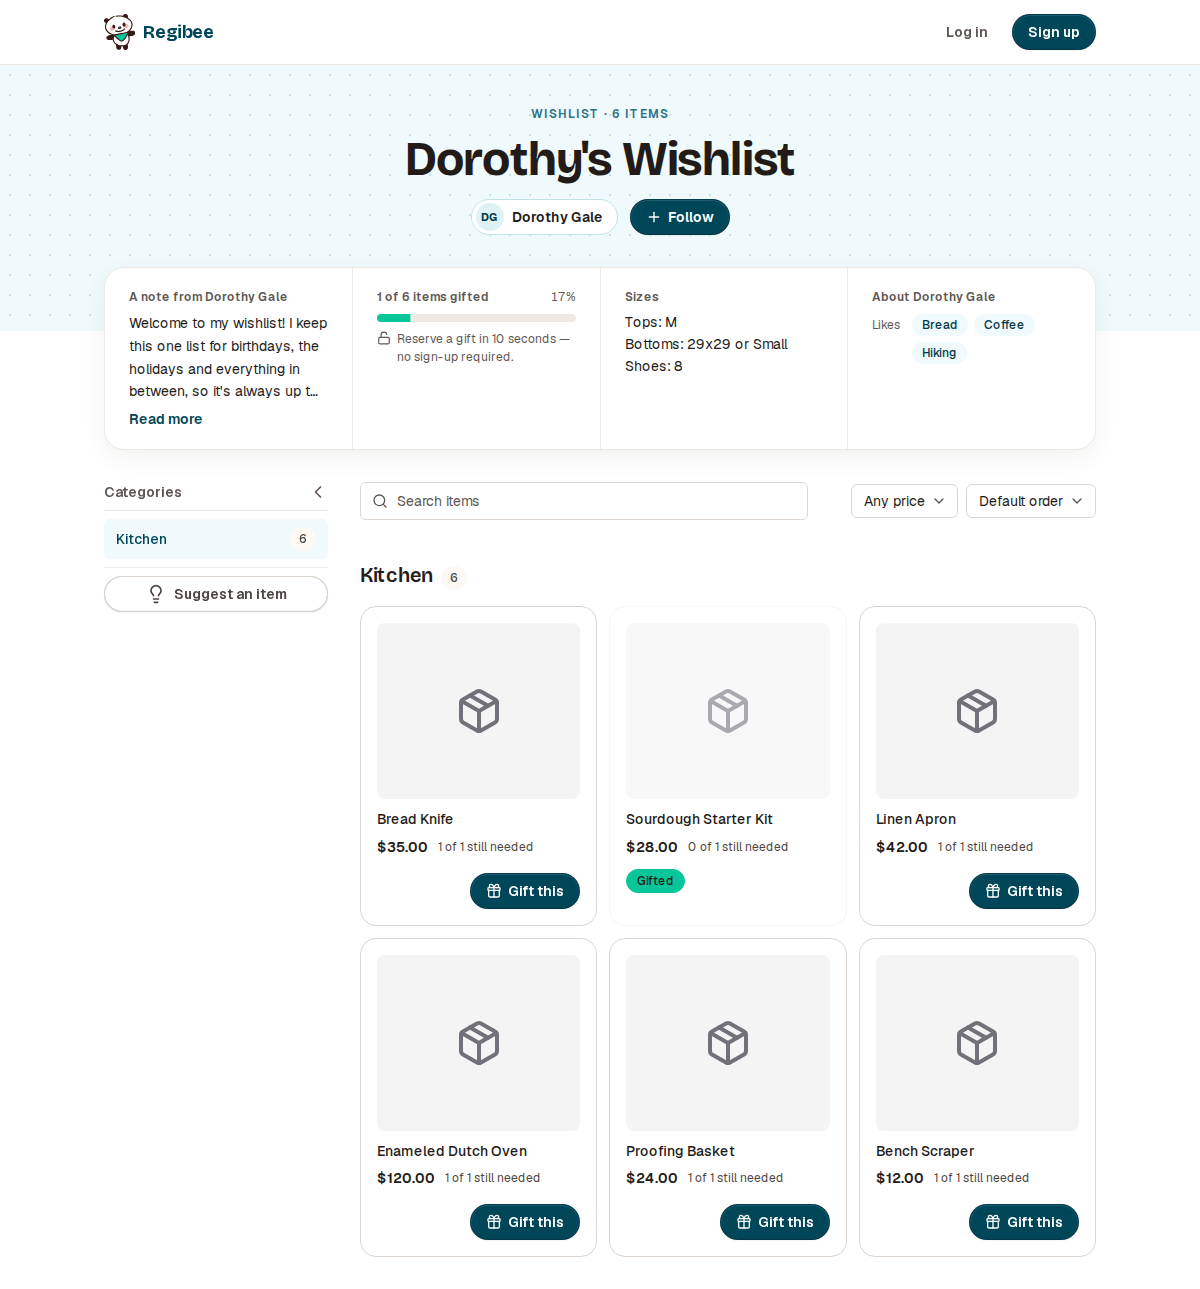 Regibee
Log in
Sign up
WISHLIST · 6 ITEMS
Dorothy's Wishlist
DG
Dorothy Gale
Follow
A note from Dorothy Gale
Welcome to my wishlist! I keep
this one list for birthdays, the
holidays and everything in
between, so it's always up t...
Read more
1 of 6 items gifted
17%
Reserve a gift in 10 seconds —
no sign-up required.
Sizes
Tops: M
Bottoms: 29x29 or Small
Shoes: 8
About Dorothy Gale
Likes
Bread
Coffee
Hiking
Categories
Kitchen
6
Suggest an item
Search items
Any price
Default order
Kitchen
6
Bread Knife
$35.00 1 of 1 still needed
Gift this
Sourdough Starter Kit
$28.00 0 of 1 still needed
Gifted
Linen Apron
$42.00 1 of 1 still needed
Gift this
Enameled Dutch Oven
$120.00 1 of 1 still needed
Gift this
Proofing Basket
$24.00 1 of 1 still needed
Gift this
Bench Scraper
$12.00 1 of 1 still needed
Gift this